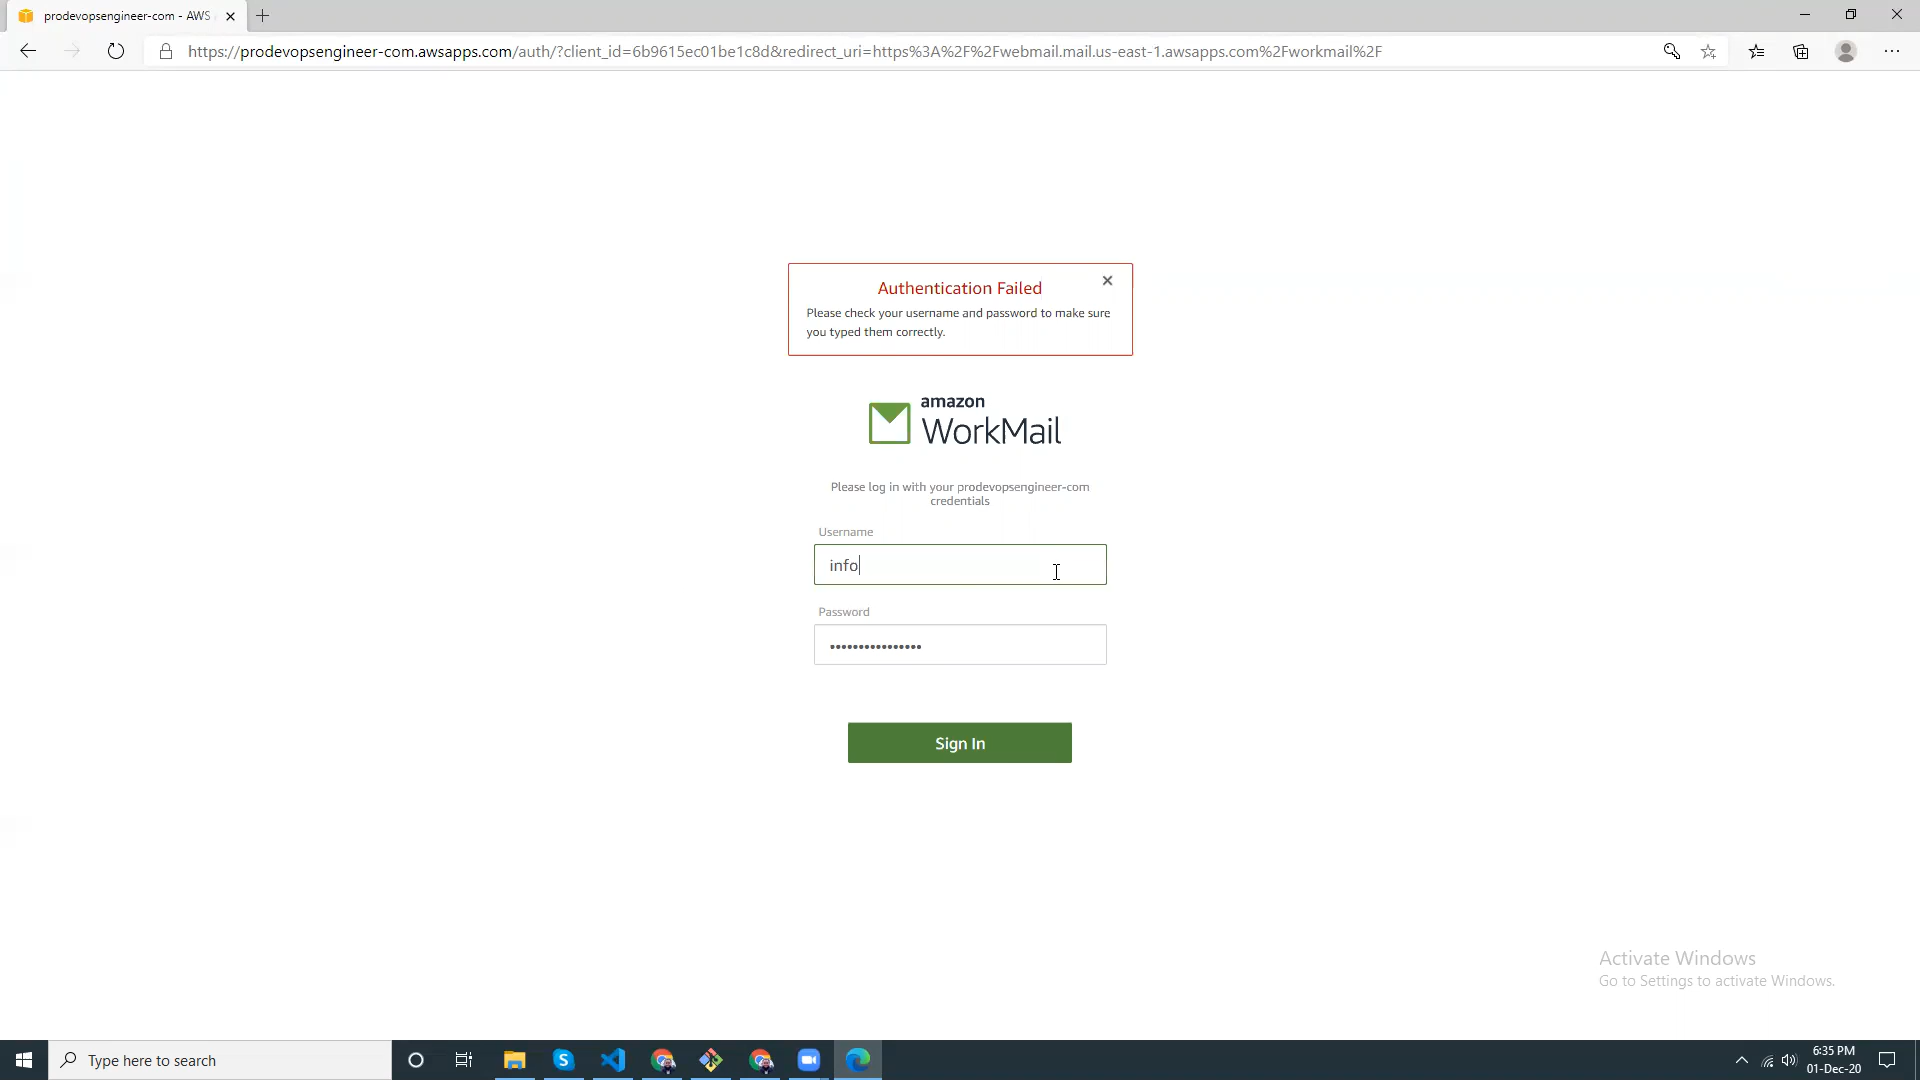 prodevopsengineer-com - AWS
https://prodevopsengineer-com.awsapps.com/auth/?client_id=6b9615ec01be1c8d&redirect_uri=https%3A%2F%2Fwebmail.mail.us-east-1.awsapps.com%2Fworkmail%2F
Authentication Failed
Please check your username and password to make sure
you typed them correctly.
amazon
WorkMail
Please log in with your prodevopsengineer-com
credentials
Username
info
Password
••••••••••••••••
Sign In
Activate Windows
Go to Settings to activate Windows.
Type here to search
6:35 PM
01-Dec-20